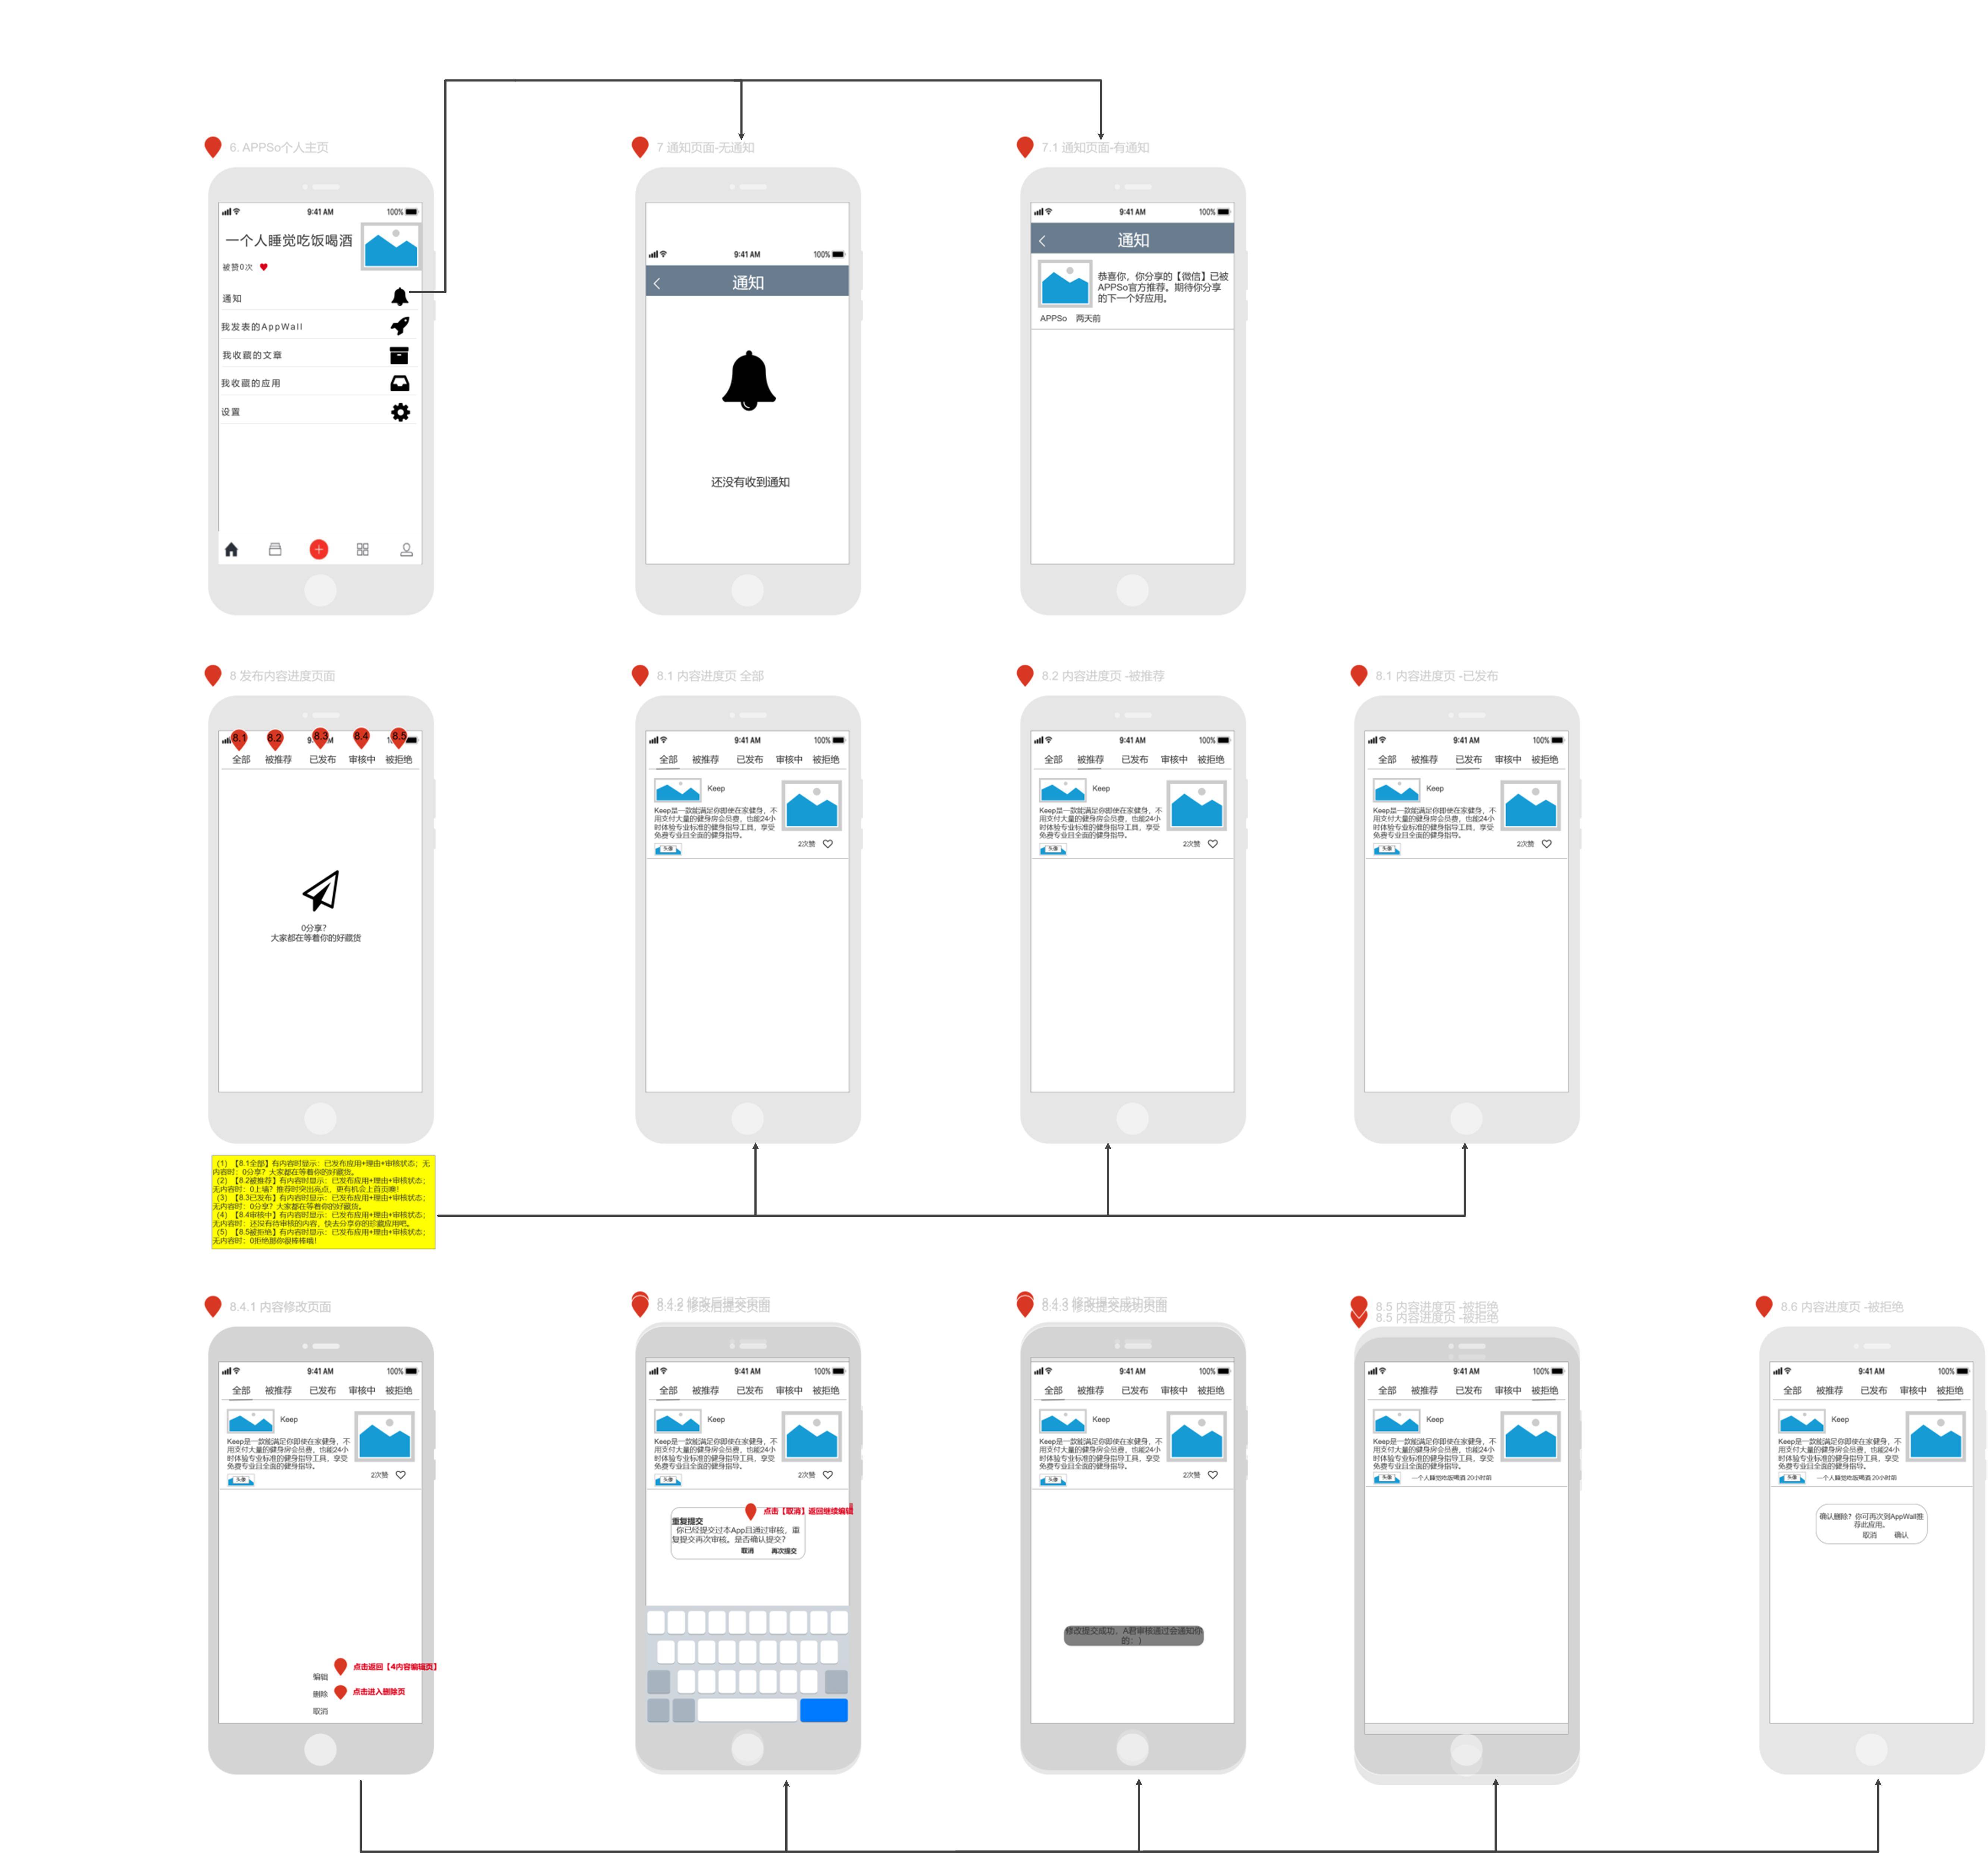 6. APPSo个人主页
7 通知页面-无通知
7.1 通知页面-有通知
9:41 AM 100%
一个人睡觉吃饭喝酒
被赞0次
通知
我发表的AppWall
我收藏的文章
我收藏的应用
设置
9:41 AM 100%
通知
还没有收到通知
9:41 AM 100%
通知
恭喜你，你分享的【微信】已被
APPSo官方推荐。期待你分享
的下一个好应用。
APPSo 两天前
8 发布内容进度页面
8.1 内容进度页 全部
8.2 内容进度页 -被推荐
8.1 内容进度页 -已发布
8.1 8.2 8.3 8.4 8.5
全部 被推荐 已发布 审核中 被拒绝
0分享？
大家都在等着你的好藏货
9:41 AM 100%
全部 被推荐 已发布 审核中 被拒绝
Keep
Keep是一款能满足你即使在家健身，不
用支付大量的健身房会员费，也能24小
时体验专业标准的健身指导工具，享受
免费专业且全面的健身指导。
头像
2次赞
9:41 AM 100%
全部 被推荐 已发布 审核中 被拒绝
Keep
Keep是一款能满足你即使在家健身，不
用支付大量的健身房会员费，也能24小
时体验专业标准的健身指导工具，享受
免费专业且全面的健身指导。
头像
2次赞
9:41 AM 100%
全部 被推荐 已发布 审核中 被拒绝
Keep
Keep是一款能满足你即使在家健身，不
用支付大量的健身房会员费，也能24小
时体验专业标准的健身指导工具，享受
免费专业且全面的健身指导。
头像
2次赞
（1）【8.1全部】有内容时显示：已发布应用+理由+审核状态；无
内容时：0分享？大家都在等着你的好藏货。
（2）【8.2被推荐】有内容时显示：已发布应用+理由+审核状态；
无内容时：0上墙？推荐时突出亮点，更有机会上首页噢！
（3）【8.3已发布】有内容时显示：已发布应用+理由+审核状态；
无内容时：0分享？大家都在等着你的好藏货。
（4）【8.4审核中】有内容时显示：已发布应用+理由+审核状态；
无内容时：还没有待审核的内容，快去分享你的珍藏应用吧。
（5）【8.5被拒绝】有内容时显示：已发布应用+理由+审核状态；
无内容时：0拒绝恩你很棒棒哦！
8.4.1 内容修改页面
8.4.2 修改后提交页面
8.4.3 修改提交成功页面
8.5 内容进度页 -被拒绝
8.5 内容进度页 -被拒绝
8.6 内容进度页 -被拒绝
9:41 AM 100%
全部 被推荐 已发布 审核中 被拒绝
Keep
Keep是一款能满足你即使在家健身，不
用支付大量的健身房会员费，也能24小
时体验专业标准的健身指导工具，享受
免费专业且全面的健身指导。
头像
2次赞
编辑
点击返回【4内容编辑页】
删除
点击进入删除页
取消
9:41 AM 100%
全部 被推荐 已发布 审核中 被拒绝
Keep
Keep是一款能满足你即使在家健身，不
用支付大量的健身房会员费，也能24小
时体验专业标准的健身指导工具，享受
免费专业且全面的健身指导。
头像
2次赞
点击【取消】返回继续编辑
重复提交
你已经提交过本App且通过审核，重
复提交再次审核。是否确认提交？
取消 再次提交
9:41 AM 100%
全部 被推荐 已发布 审核中 被拒绝
Keep
Keep是一款能满足你即使在家健身，不
用支付大量的健身房会员费，也能24小
时体验专业标准的健身指导工具，享受
免费专业且全面的健身指导。
头像
2次赞
修改提交成功，A君审核通过会通知你
的：）
9:41 AM 100%
全部 被推荐 已发布 审核中 被拒绝
Keep
Keep是一款能满足你即使在家健身，不
用支付大量的健身房会员费，也能24小
时体验专业标准的健身指导工具，享受
免费专业且全面的健身指导。
头像
一个人睡觉吃饭喝酒 20小时前
9:41 AM 100%
全部 被推荐 已发布 审核中 被拒绝
Keep
Keep是一款能满足你即使在家健身，不
用支付大量的健身房会员费，也能24小
时体验专业标准的健身指导工具，享受
免费专业且全面的健身指导。
头像
一个人睡觉吃饭喝酒 20小时前
确认删除？你可再次到AppWall推
荐此应用。
取消 确认